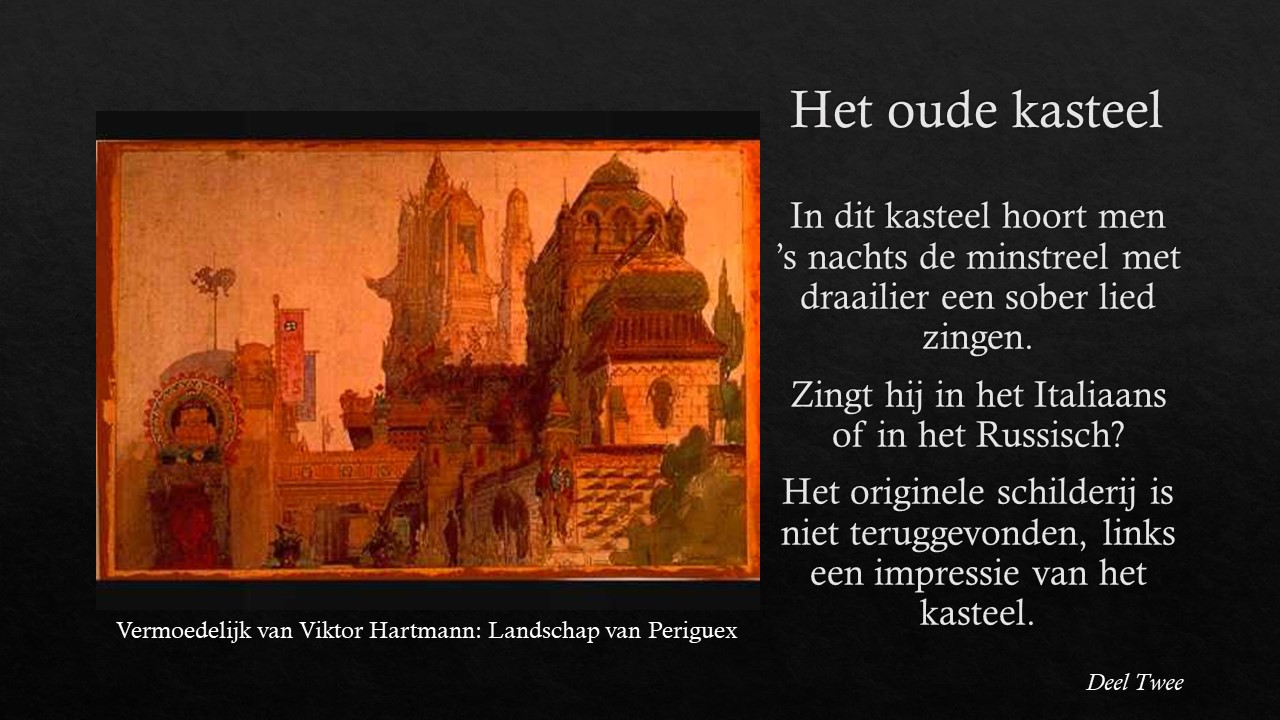 Het oude kasteel
In dit kasteel hoort men
’s nachts de minstreel met
draailier een sober lied
zingen.
Zingt hij in het Italiaans
of in het Russisch?
Het originele schilderij is
niet teruggevonden, links
een impressie van het
kasteel.
Vermoedelijk van Viktor Hartmann: Landschap van Periguex
Deel Twee